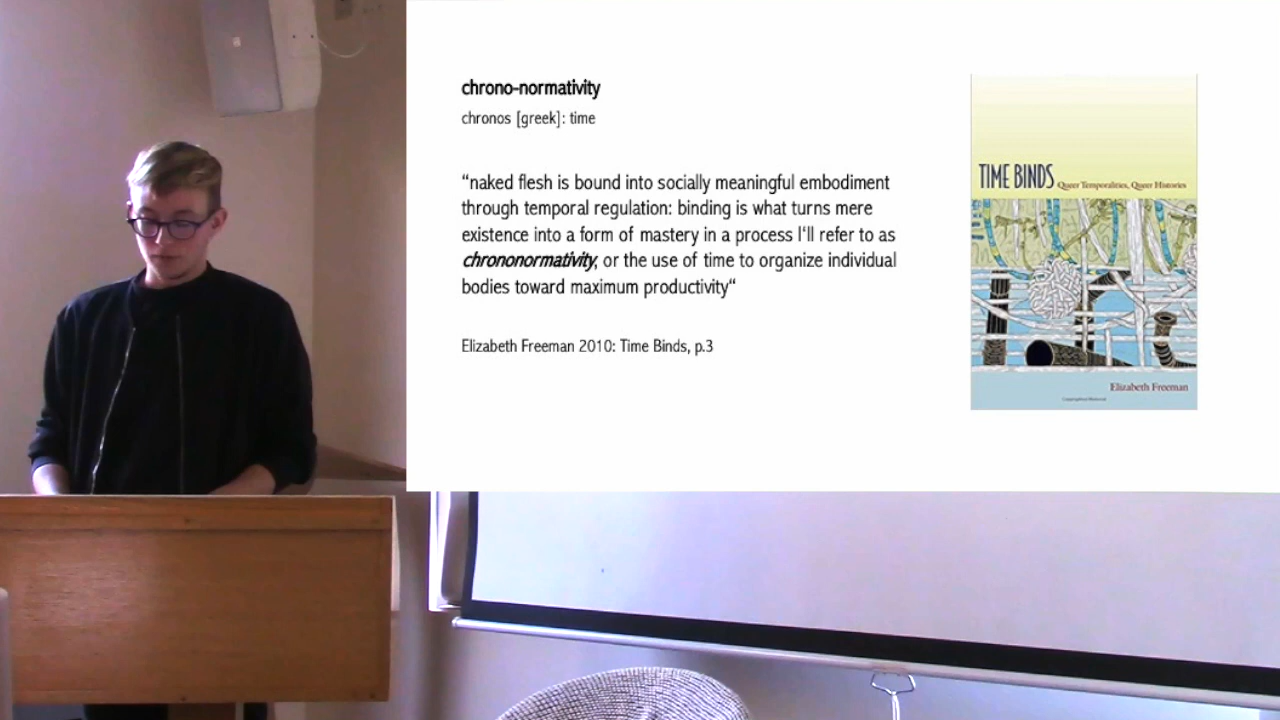 chrono-normativity
chronos [greek]: time
“naked flesh is bound into socially meaningful embodiment
through temporal regulation: binding is what turns mere
existence into a form of mastery in a process I‘ll refer to as
chrononormativity, or the use of time to organize individual
bodies toward maximum productivity“
Elizabeth Freeman 2010: Time Binds, p.3
TIME BINDS Queer Temporalities, Queer Histories
Elizabeth Freeman